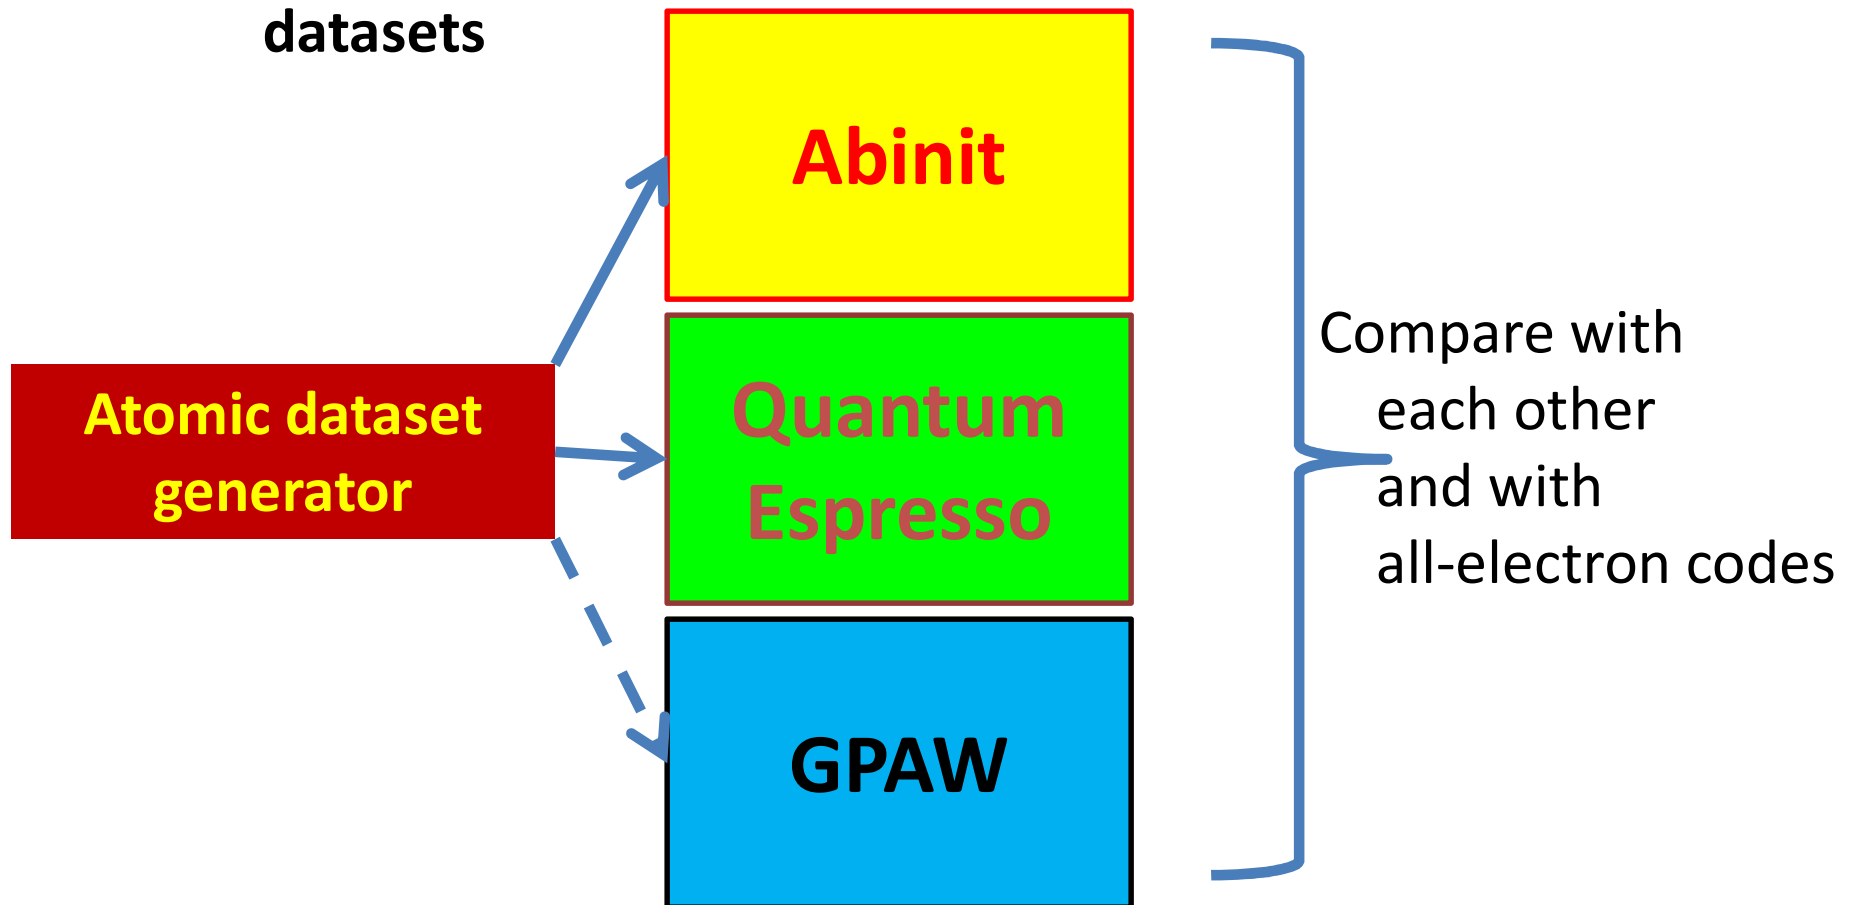 datasets
Abinit
Atomic dataset
generator
Quantum
Espresso
GPAW
Compare with
each other
and with
all-electron codes